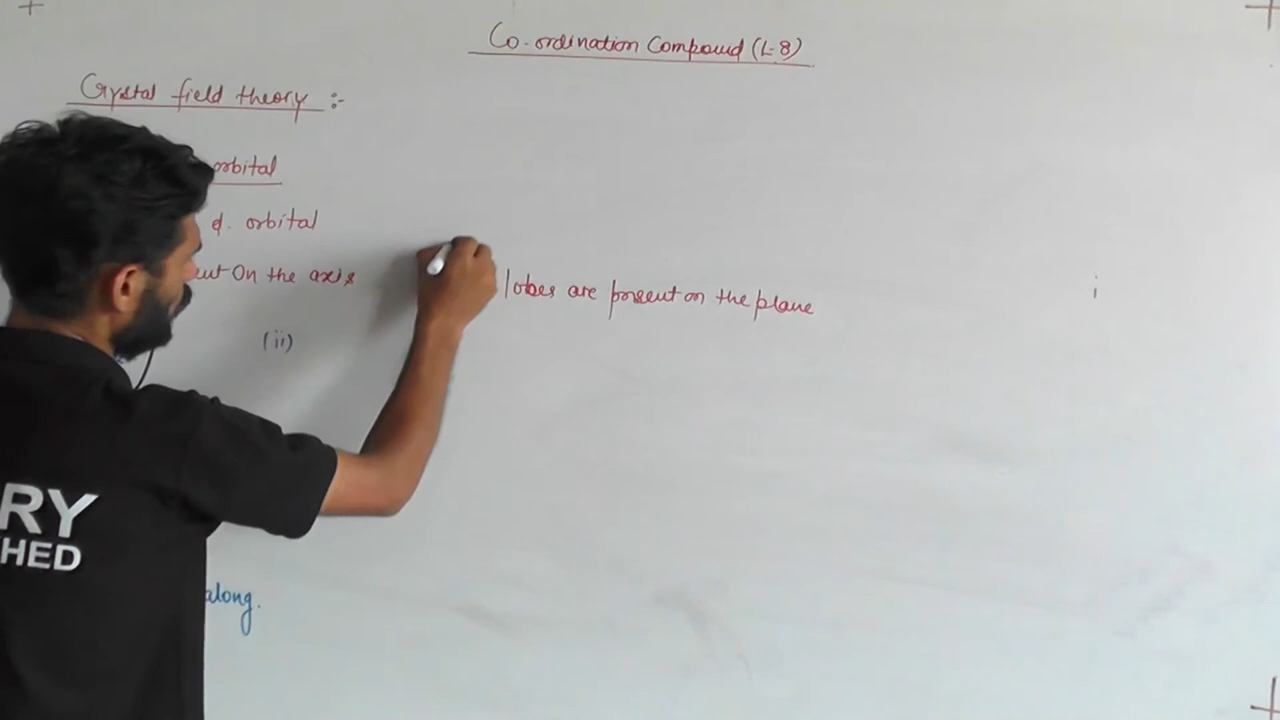 Co-ordination Compound (L-8)
Crystal field theory :-
orbital
d. orbital
On the axis
lobes are present on the plane
i
(ii)
along.
RY
HED